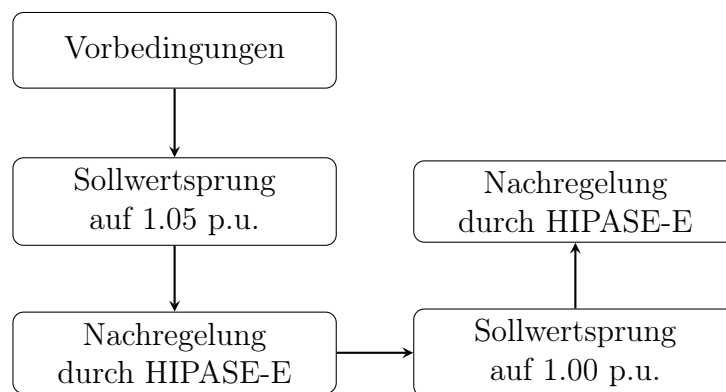 Vorbedingungen
Sollwertsprung
auf 1.05 p.u.
Nachregelung
durch HIPASE-E
Sollwertsprung
auf 1.00 p.u.
Nachregelung
durch HIPASE-E